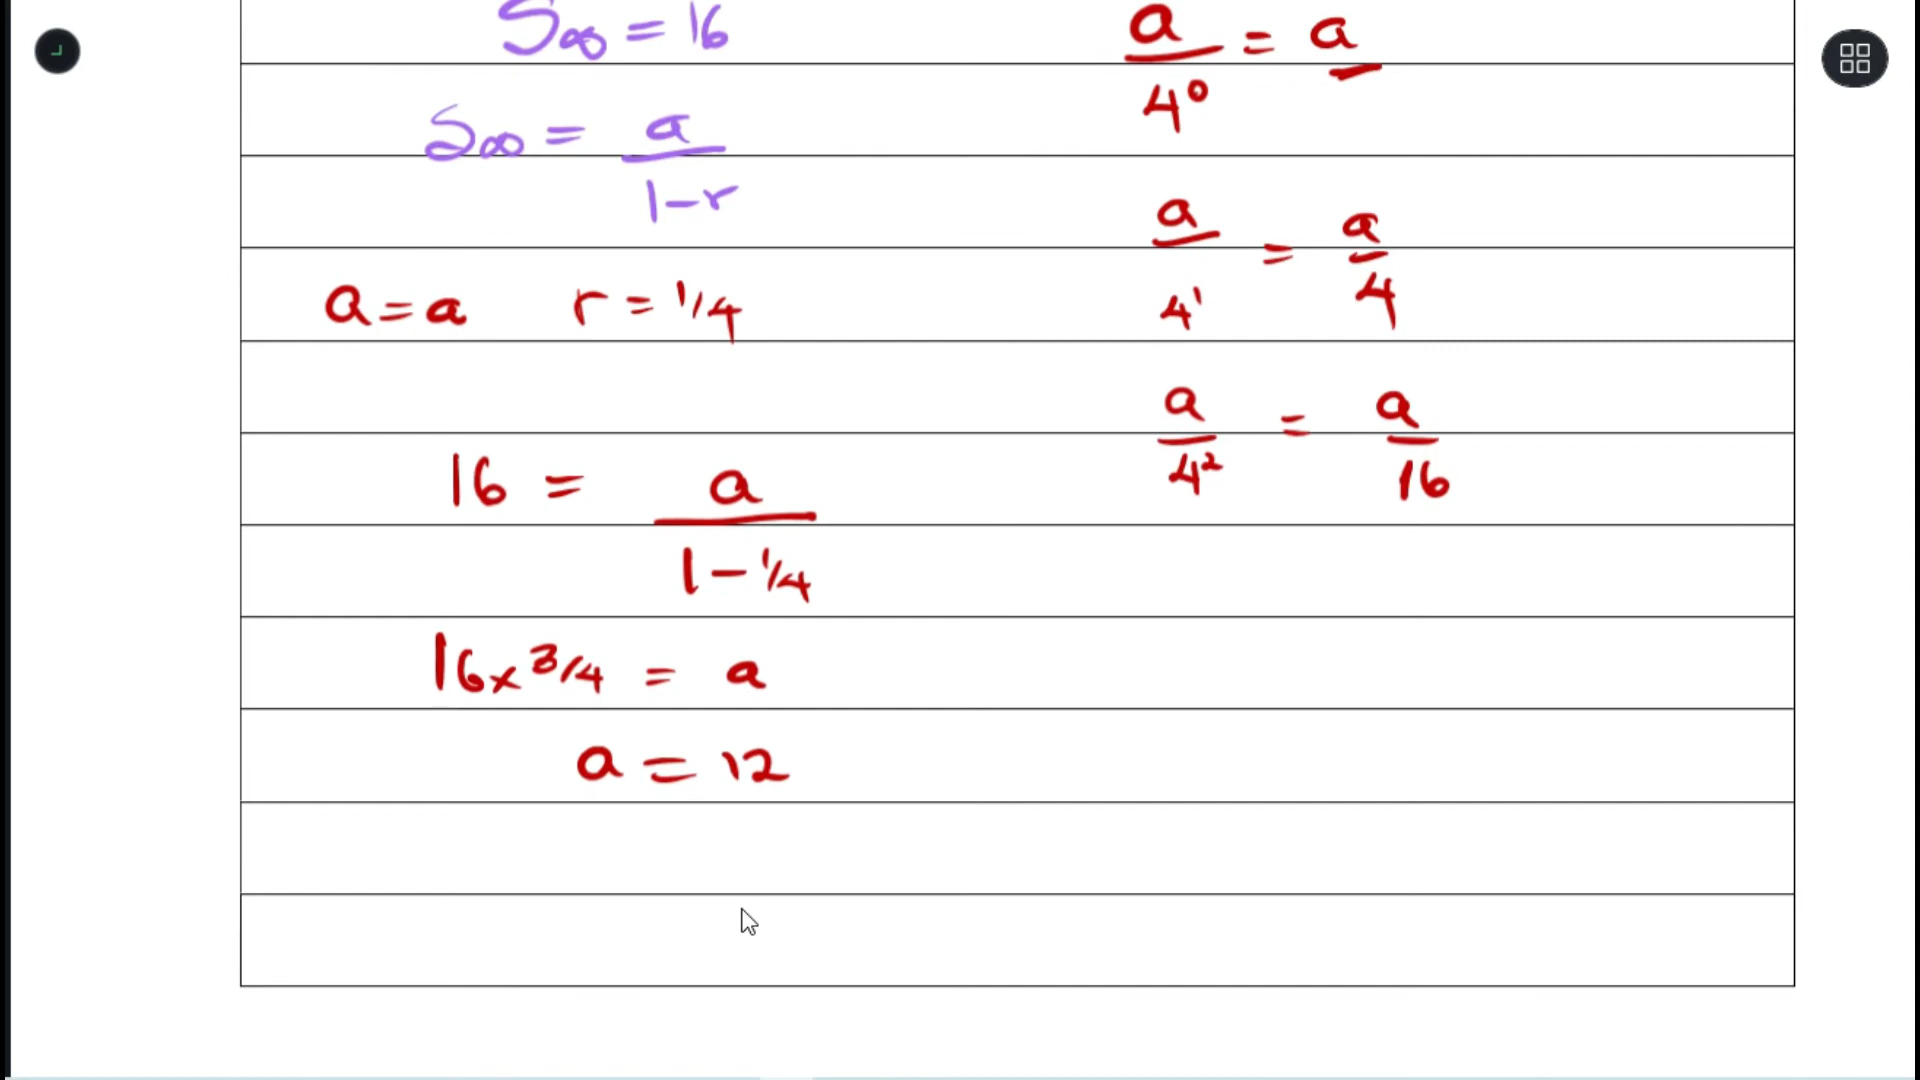 S∞ = 16
S∞ = a/(1-r)
a = a    r = 1/4
16 = a/(1 - 1/4)
16 x 3/4 = a
a = 12
a/4⁰ = a
a/4¹ = a/4
a/4² = a/16